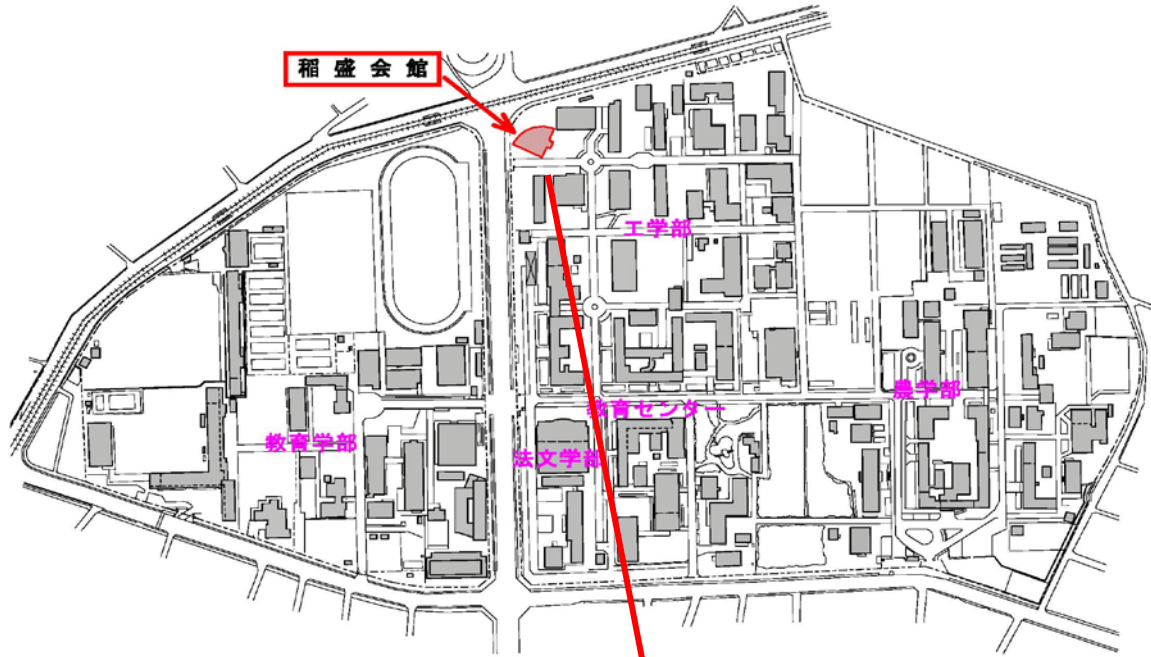 稲盛会館
工学部
農学部
教育センター
教育学部
法文学部